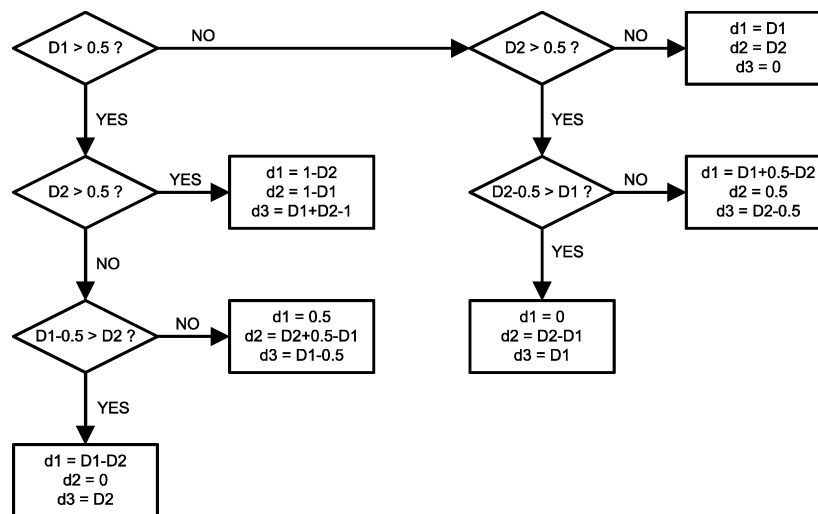 D1 > 0.5 ?
NO
D2 > 0.5 ?
NO
d1 = D1
d2 = D2
d3 = 0
YES
YES
D2 > 0.5 ?
YES
d1 = 1-D2
d2 = 1-D1
d3 = D1+D2-1
D2-0.5 > D1 ?
NO
d1 = D1+0.5-D2
d2 = 0.5
d3 = D2-0.5
NO
YES
D1-0.5 > D2 ?
NO
d1 = 0.5
d2 = D2+0.5-D1
d3 = D1-0.5
d1 = 0
d2 = D2-D1
d3 = D1
YES
d1 = D1-D2
d2 = 0
d3 = D2